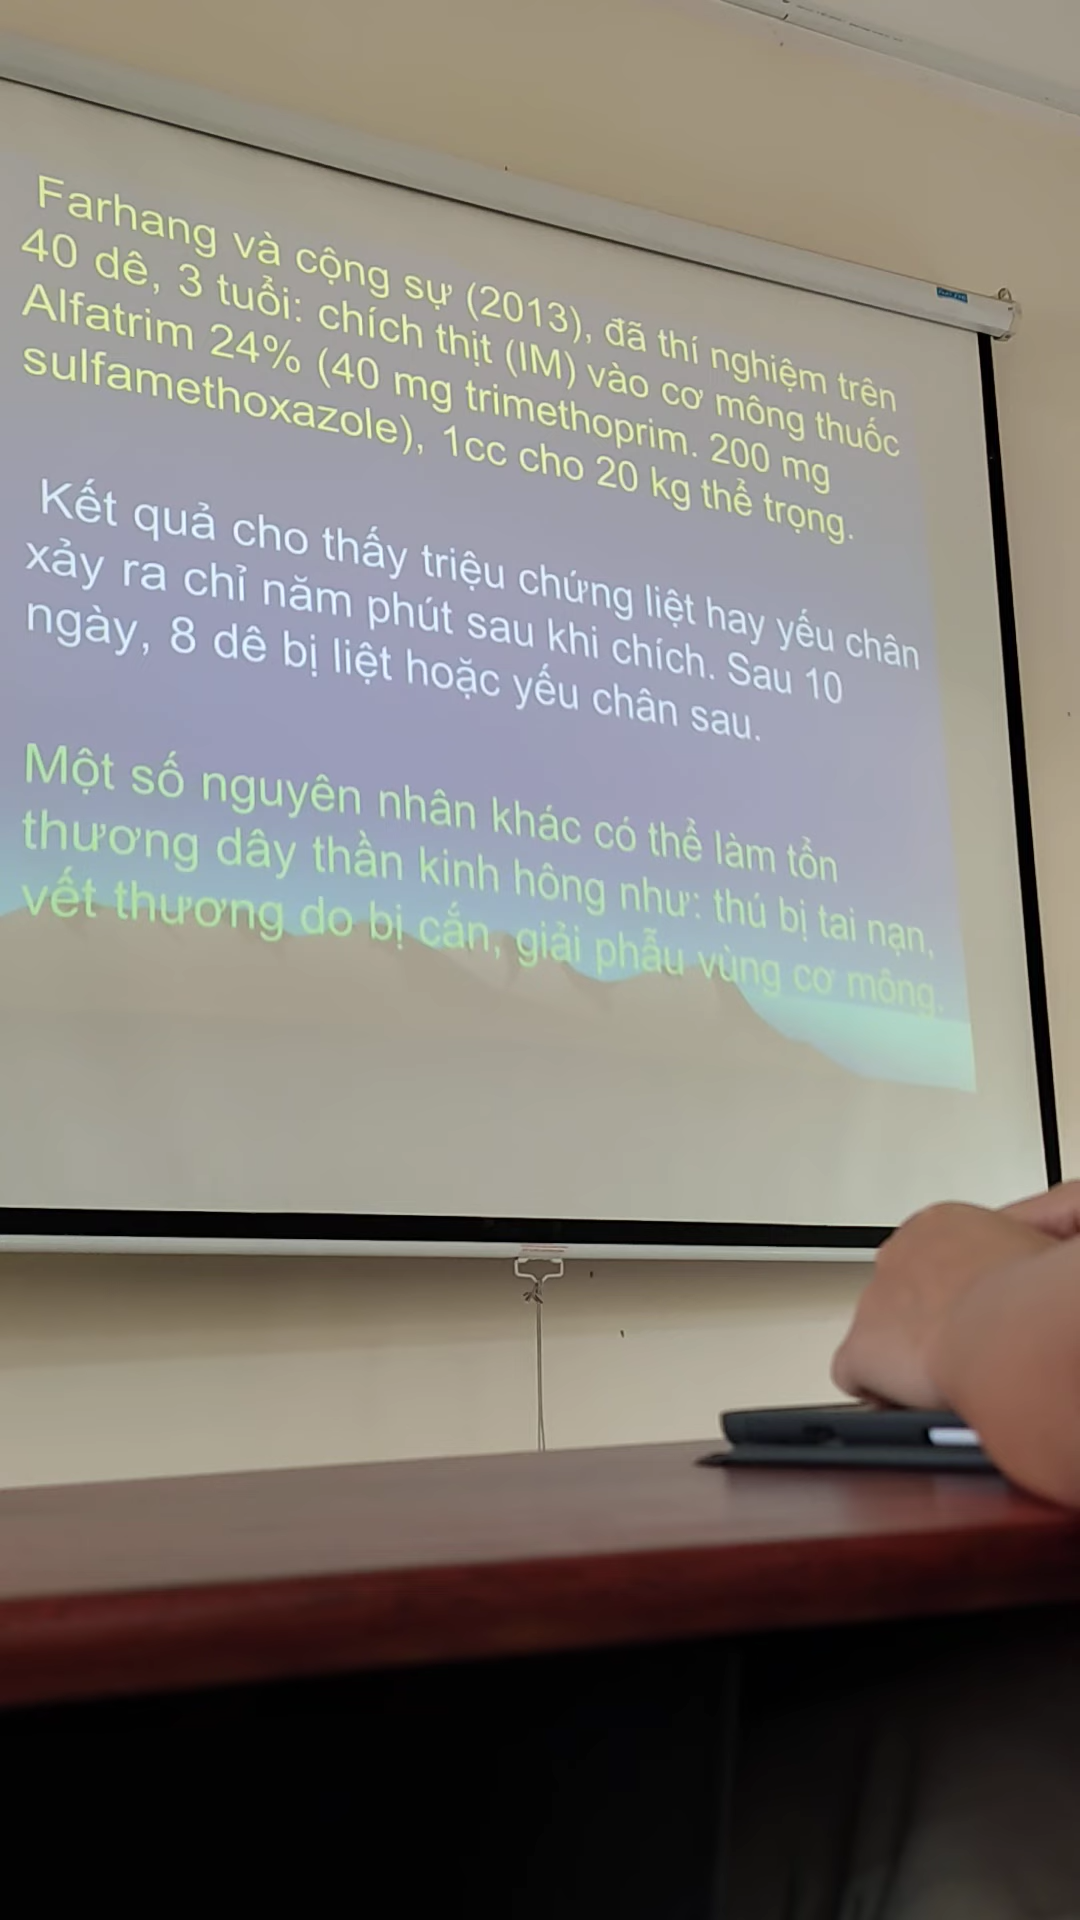 Farhang và cộng sự (2013), đã thí nghiệm trên
40 dê, 3 tuổi: chích thịt (IM) vào cơ mông thuốc
Alfatrim 24% (40 mg trimethoprim. 200 mg
sulfamethoxazole), 1cc cho 20 kg thể trọng.
Kết quả cho thấy triệu chứng liệt hay yếu chân
xảy ra chỉ năm phút sau khi chích. Sau 10
ngày, 8 dê bị liệt hoặc yếu chân sau.
Một số nguyên nhân khác có thể làm tổn
thương dây thần kinh hông như: thú bị tai nạn,
vết thương do bị cắn, giải phẫu vùng cơ mông.